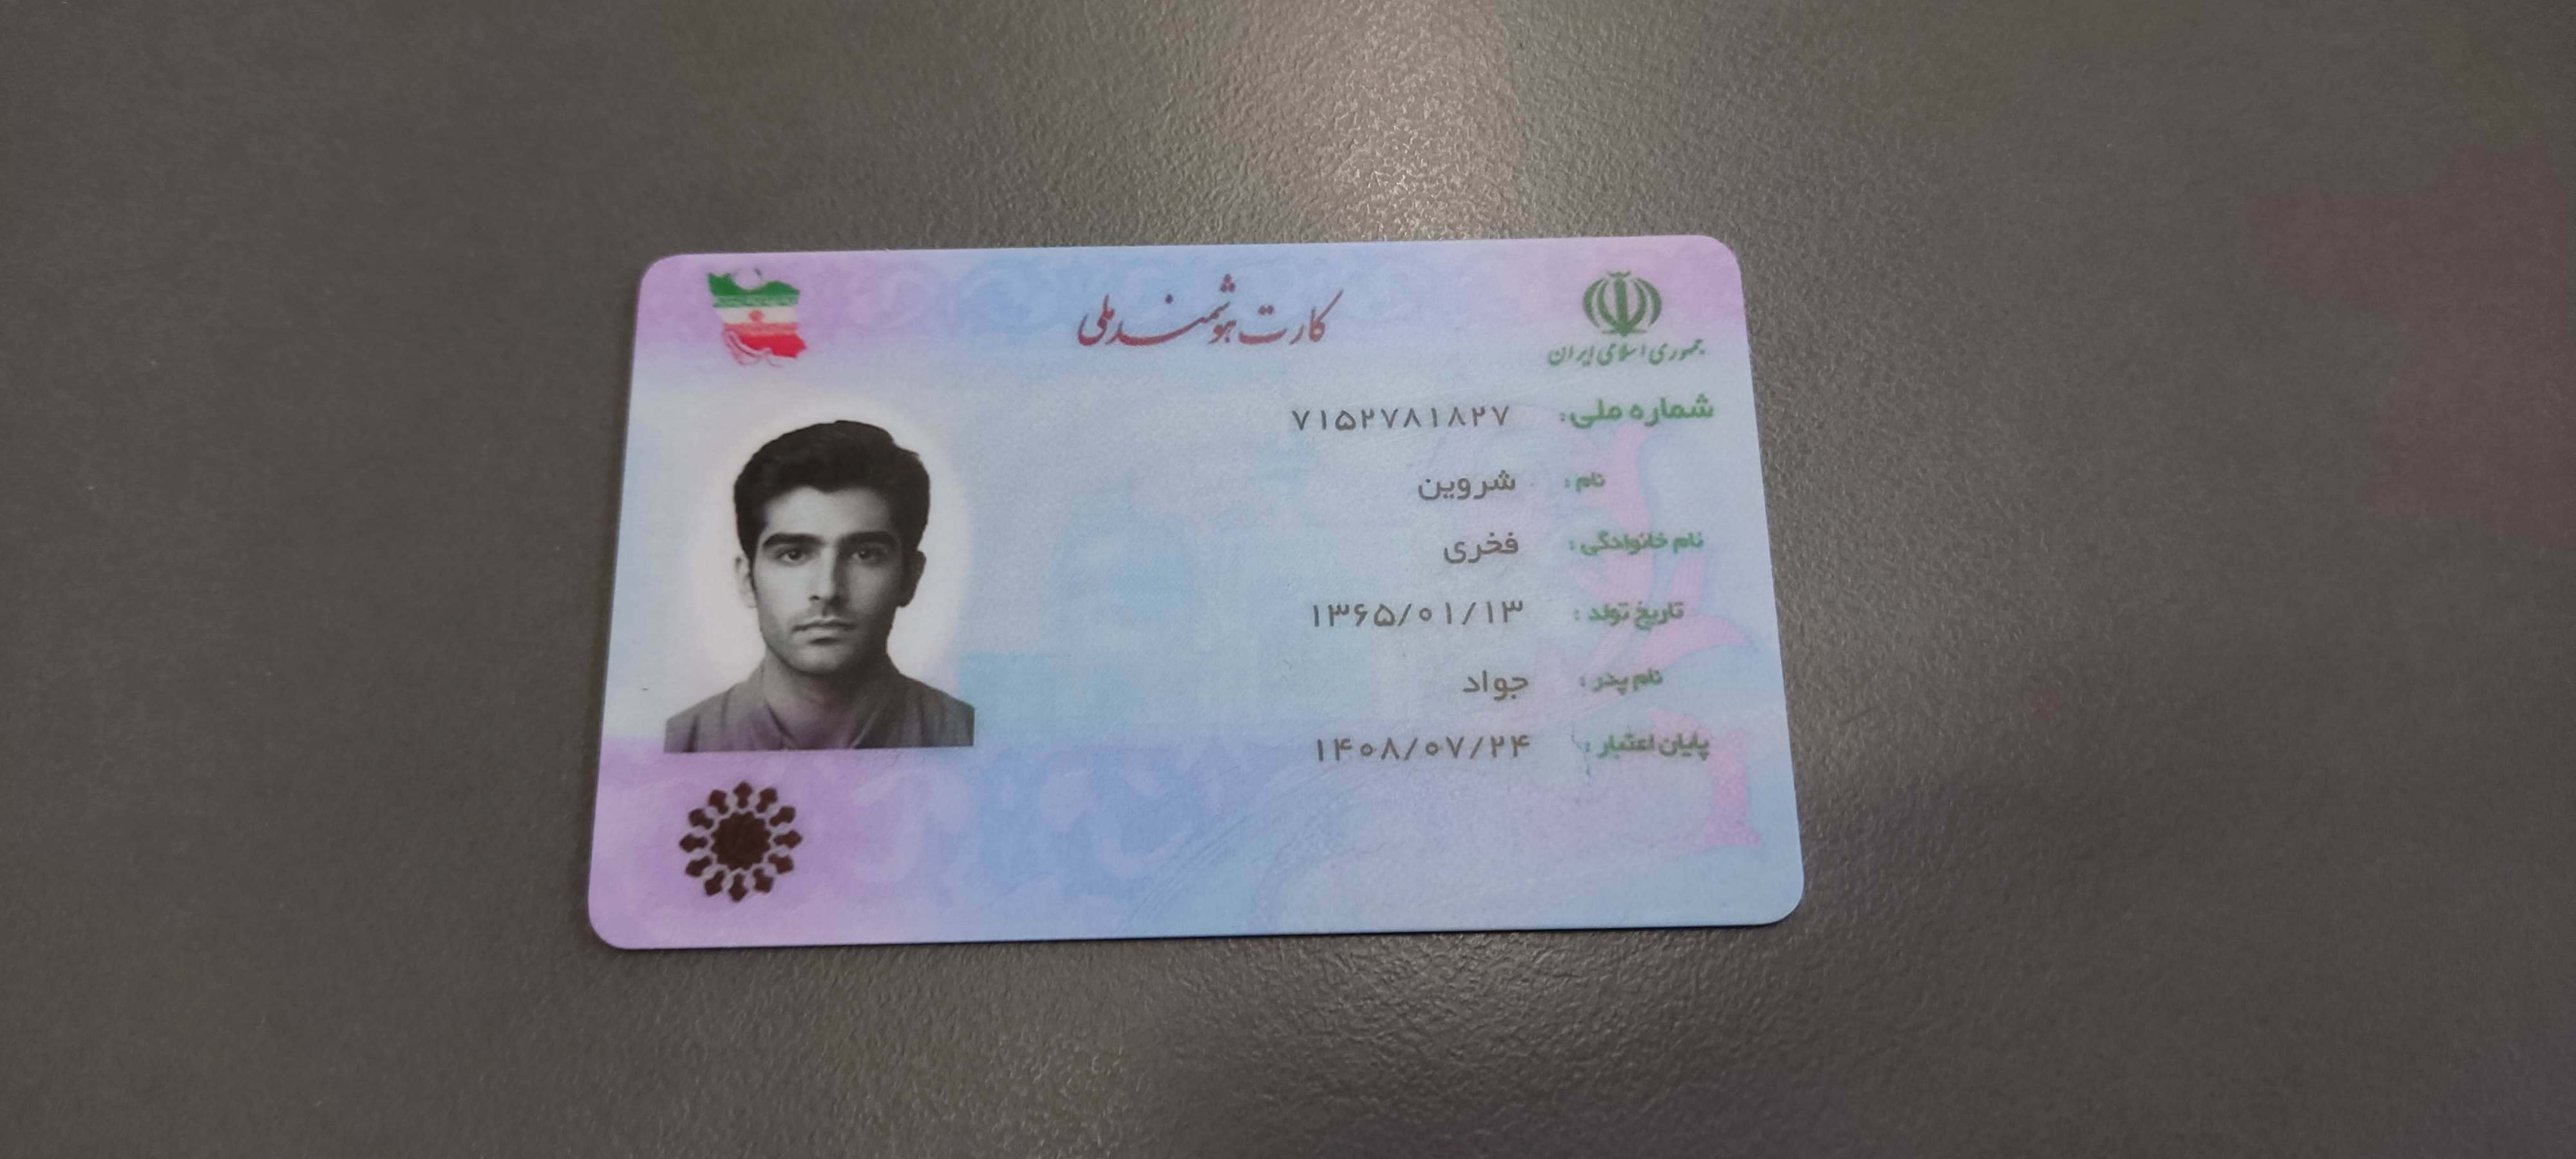 جمهوری اسلامی ایران
کارت هوشمند ملی
شماره ملی: ۷۱۵۲۷۸۱۸۲۷
نام: شروین
نام خانوادگی: فخری
تاریخ تولد: ۱۳۶۵/۰۱/۱۳
نام پدر: جواد
پایان اعتبار: ۱۴۰۸/۰۷/۲۴